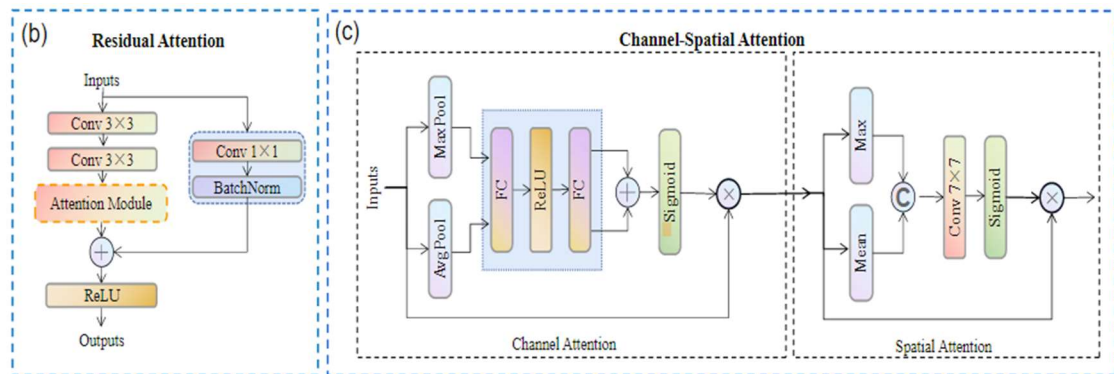 (b)
Residual Attention
Inputs
Conv 3×3
Conv 3×3
Attention Module
+
ReLU
Outputs
Conv 1×1
BatchNorm
(c)
Channel-Spatial Attention
Inputs
MaxPool
AvgPool
FC
ReLU
FC
+
Sigmoid
×
Channel Attention
Max
Mean
C
Conv 7×7
Sigmoid
×
Spatial Attention